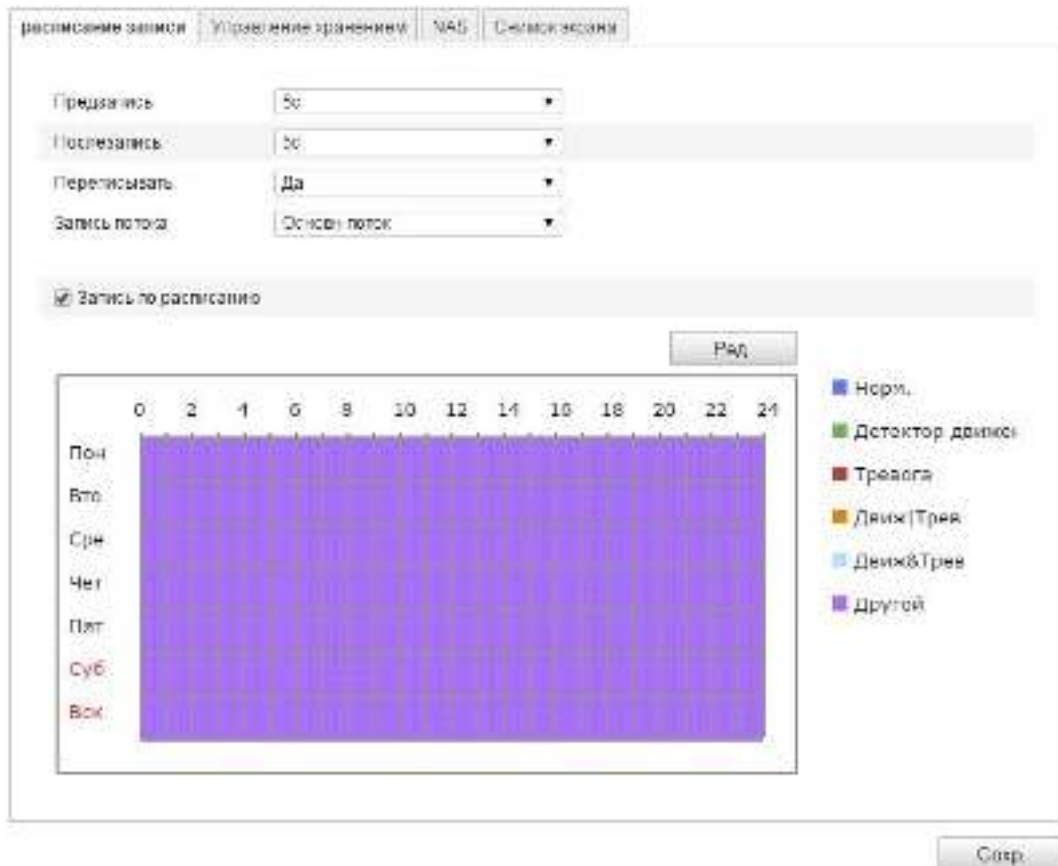 расписание записи Управление хранением NAS Снимок экрана
Предзапись 5с
Послезапись 5с
Переписывать Да
Запись потока Основн поток
Запись по расписанию
Ред
0 2 4 6 8 10 12 14 16 18 20 22 24
Пон
Вто
Сре
Чет
Пят
Суб
Вск
Норм.
Детектор движен
Тревога
Движ|Трев
Движ&Трев
Другой
Сохр